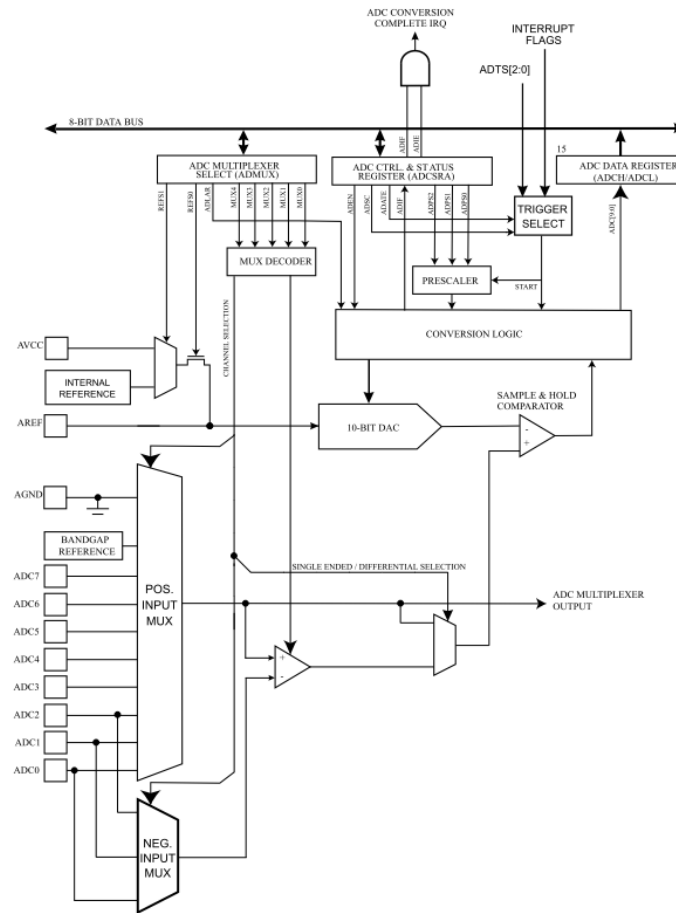 ADC CONVERSION
COMPLETE IRQ
INTERRUPT
FLAGS
ADTS[2:0]
8-BIT DATA BUS
ADIF
ADIE
15
ADC MULTIPLEXER
SELECT (ADMUX)
ADC CTRL. & STATUS
REGISTER (ADCSRA)
ADC DATA REGISTER
(ADCH/ADCL)
REFS1
REFS0
ADLAR
MUX4
MUX3
MUX2
MUX1
MUX0
ADEN
ADSC
ADATE
ADIF
ADPS2
ADPS1
ADPS0
TRIGGER
SELECT
ADC[9:0]
MUX DECODER
PRESCALER
START
CHANNEL SELECTION
CONVERSION LOGIC
AVCC
INTERNAL
REFERENCE
SAMPLE & HOLD
COMPARATOR
AREF
10-BIT DAC
-
+
AGND
BANDGAP
REFERENCE
SINGLE ENDED / DIFFERENTIAL SELECTION
ADC7
ADC6
ADC5
ADC4
ADC3
ADC2
ADC1
ADC0
POS.
INPUT
MUX
ADC MULTIPLEXER
OUTPUT
+
-
NEG.
INPUT
MUX